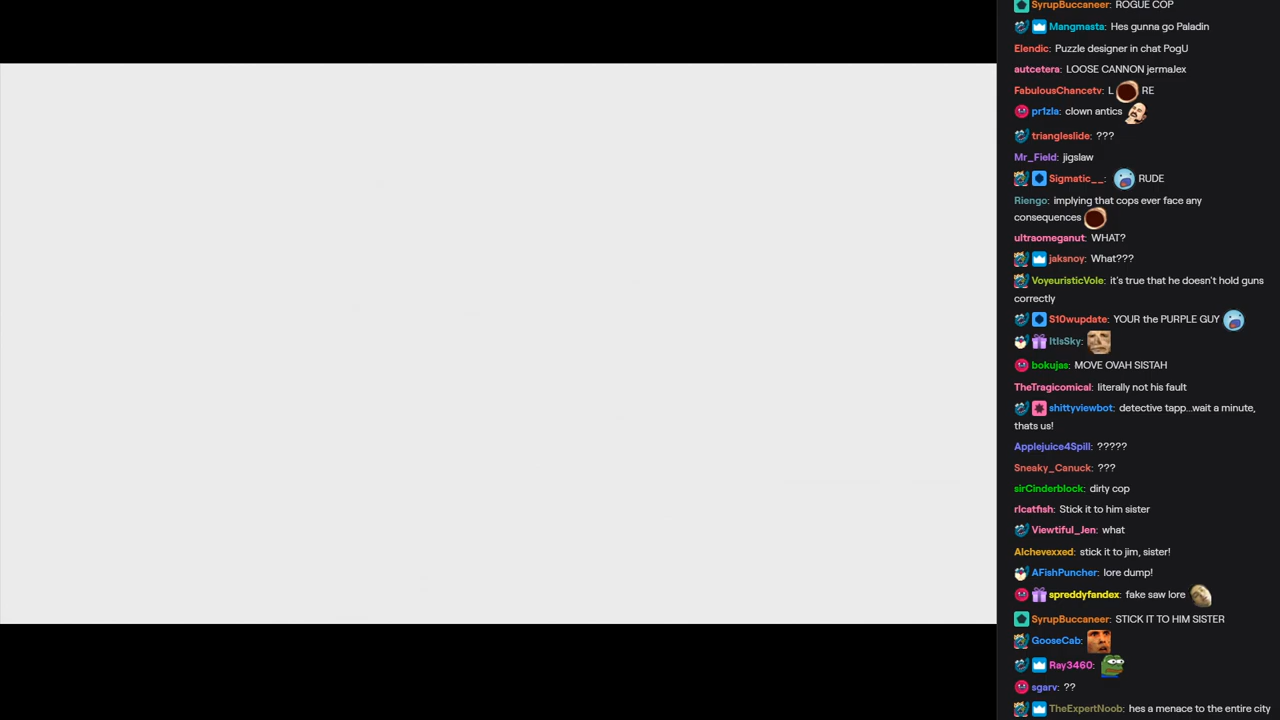 SyrupBuccaneer: ROGUE COP
Mangmasta: Hes gunna go Paladin
Elendic: Puzzle designer in chat PogU
autcetera: LOOSE CANNON jermaJex
FabulousChancetv: L RE
pr1zla: clown antics
triangleslide: ???
Mr_Field: jigslaw
Sigmatic__: RUDE
Riengo: implying that cops ever face any
consequences
ultraomeganut: WHAT?
jaksnoy: What???
VoyeuristicVole: it's true that he doesn't hold guns
correctly
S10wupdate: YOUR the PURPLE GUY
ItIsSky:
bokujas: MOVE OVAH SISTAH
TheTragicomical: literally not his fault
shittyviewbot: detective tapp...wait a minute,
thats us!
Applejuice4Spill: ?????
Sneaky_Canuck: ???
sirCinderblock: dirty cop
rlcatfish: Stick it to him sister
Viewtiful_Jen: what
Alchevexxed: stick it to jim, sister!
AFishPuncher: lore dump!
spreddyfandex: fake saw lore
SyrupBuccaneer: STICK IT TO HIM SISTER
GooseCab:
Ray3460:
sgarv: ??
TheExpertNoob: hes a menace to the entire city